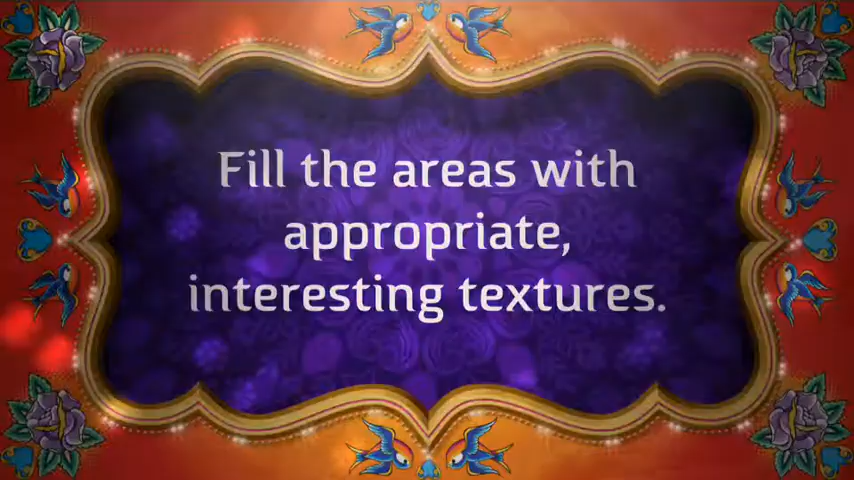 Fill the areas with
appropriate,
interesting textures.